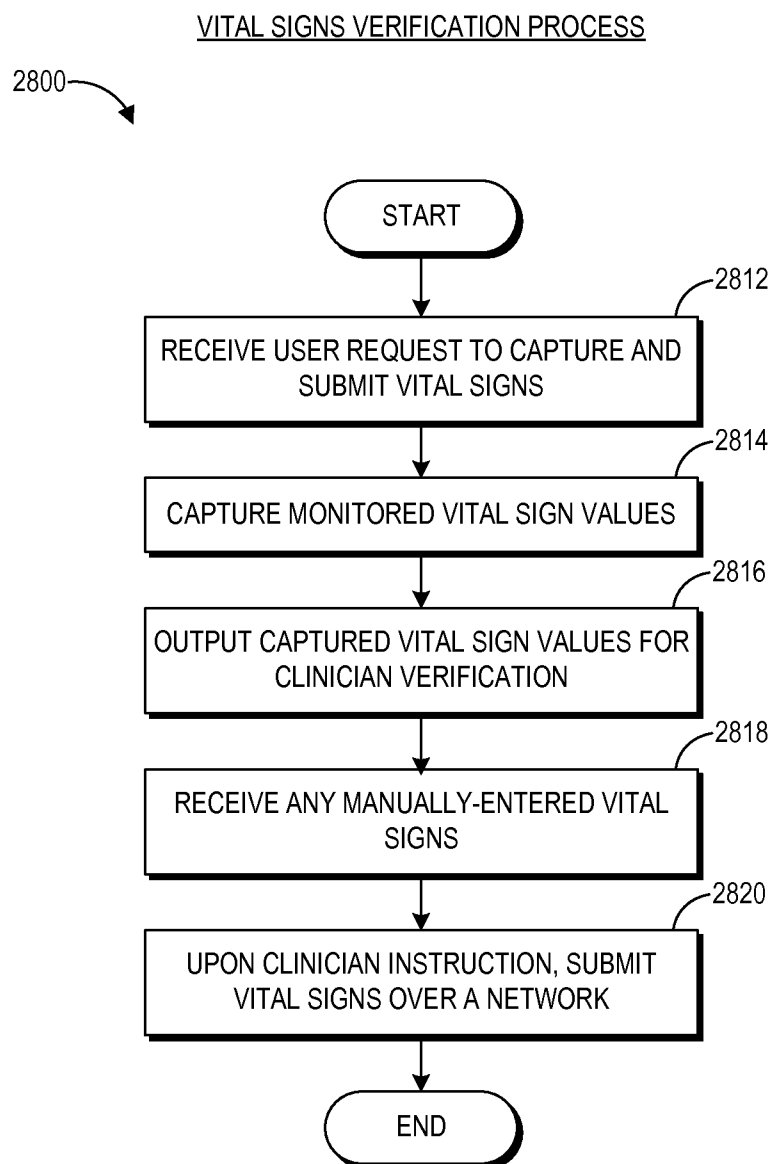 VITAL SIGNS VERIFICATION PROCESS
2800
START
2812
RECEIVE USER REQUEST TO CAPTURE AND
SUBMIT VITAL SIGNS
2814
CAPTURE MONITORED VITAL SIGN VALUES
2816
OUTPUT CAPTURED VITAL SIGN VALUES FOR
CLINICIAN VERIFICATION
2818
RECEIVE ANY MANUALLY-ENTERED VITAL
SIGNS
2820
UPON CLINICIAN INSTRUCTION, SUBMIT
VITAL SIGNS OVER A NETWORK
END